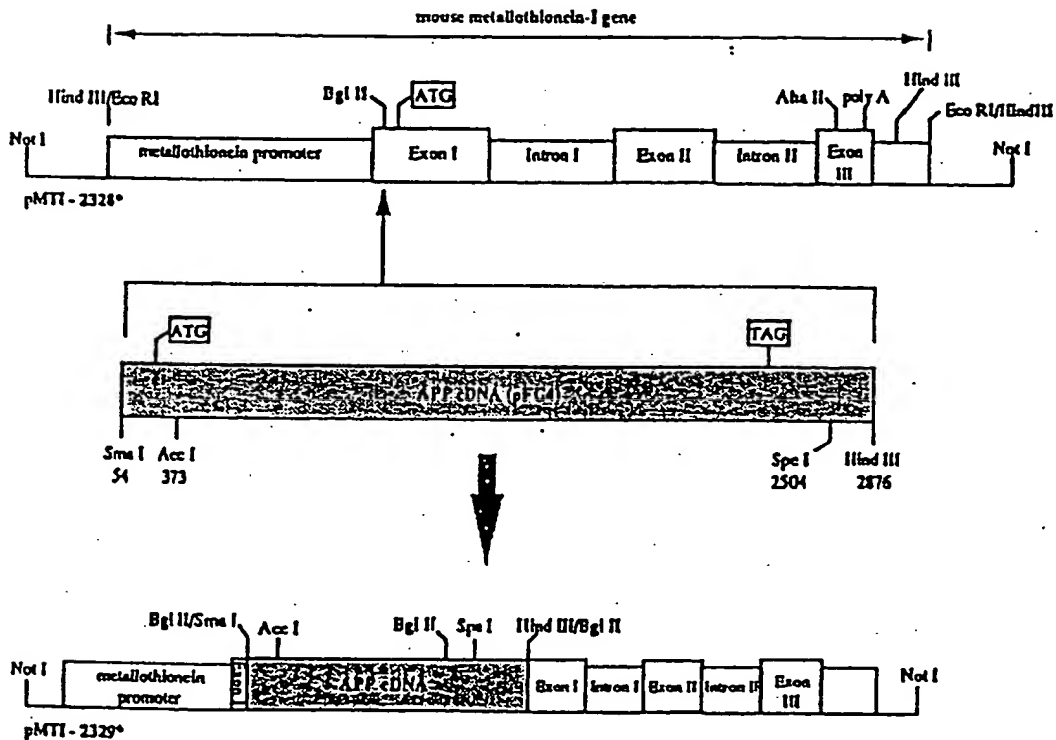 mouse metallothionein-I gene
Hind III/Eco RI
Bgl II
ATG
Aha II
poly A
Hind III
Eco RI/HindIII
Not I
metallothionein promoter
Exon I
Intron I
Exon II
Intron II
Exon
III
Not I
pMTI - 2328*
ATG
TAG
APP cDNA (pFC4)
Sma I
54
Acc I
373
Spe I
2504
Hind III
2876
Bgl II/Sma I
Acc I
Bgl II
Spe I
Hind III/Bgl II
Not I
metallothionein
promoter
APP cDNA
Exon I
Intron I
Exon II
Intron II
Exon
III
Not I
pMTI - 2329*